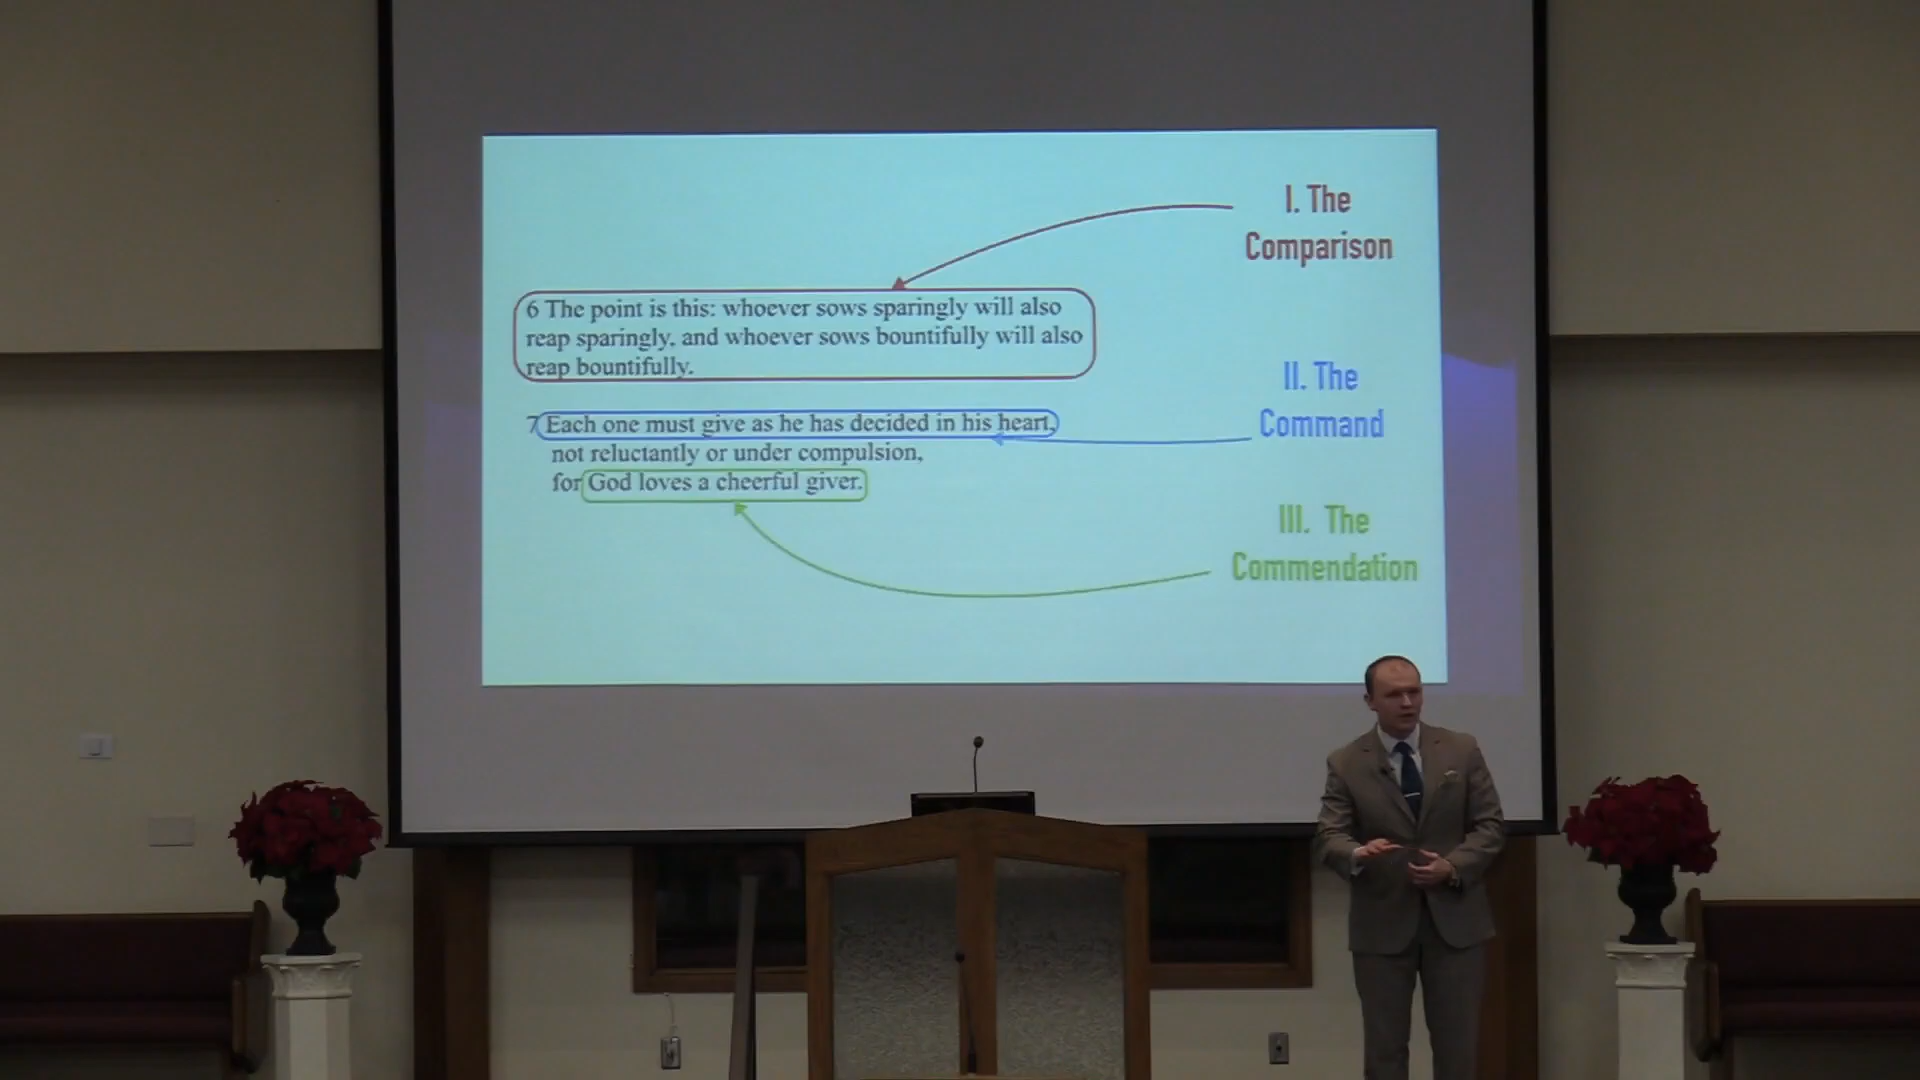 I. The
Comparison
6 The point is this: whoever sows sparingly will also
reap sparingly, and whoever sows bountifully will also
reap bountifully.
II. The
Command
7 Each one must give as he has decided in his heart,
not reluctantly or under compulsion,
for God loves a cheerful giver.
III. The
Commendation